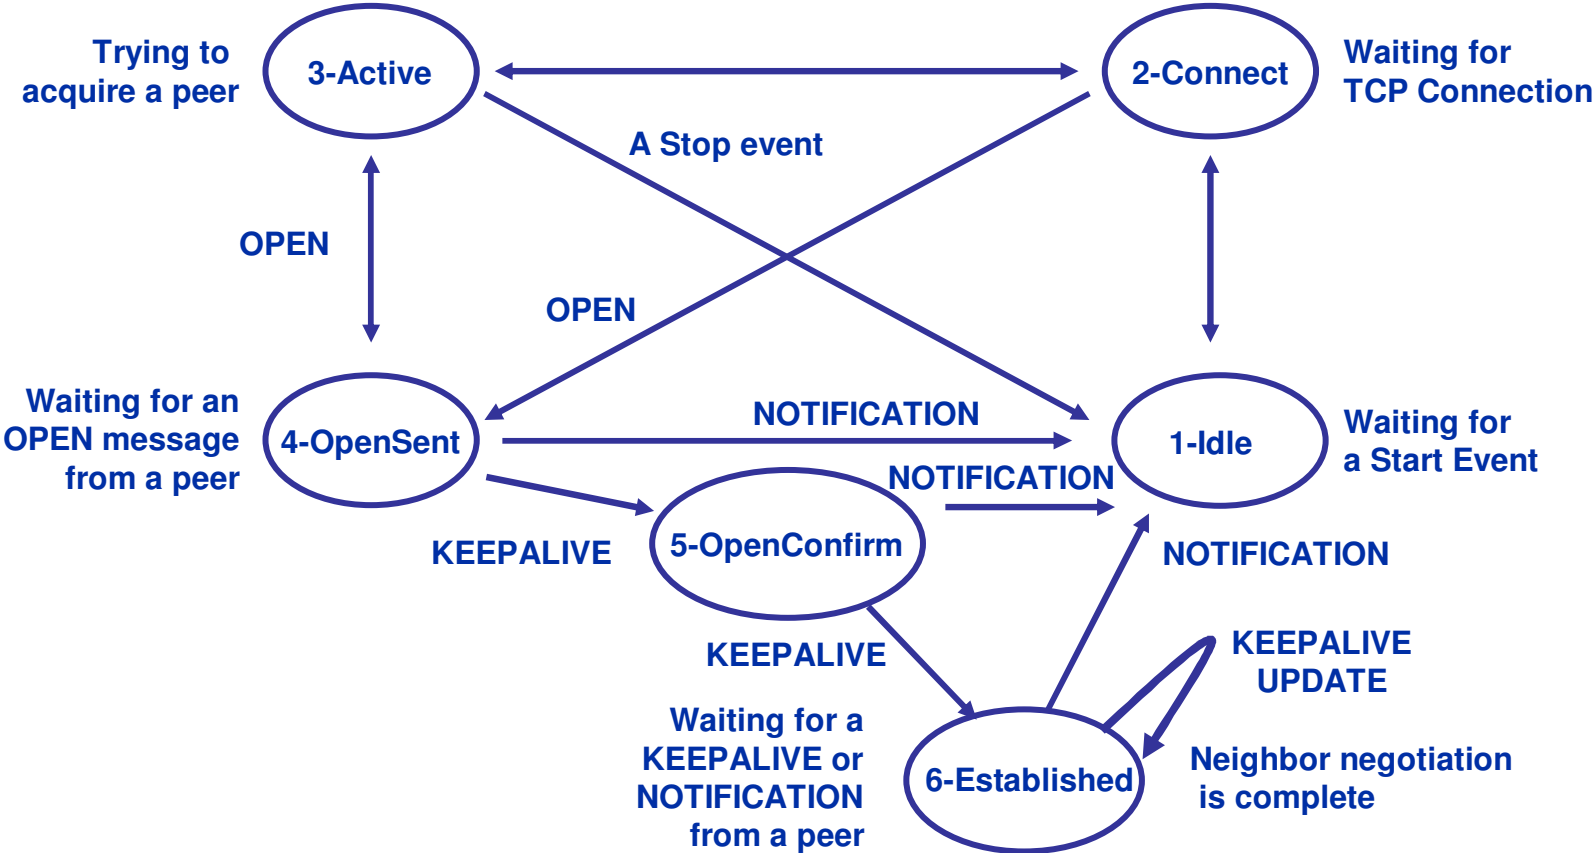 Trying to
acquire a peer
3-Active
2-Connect
Waiting for
TCP Connection
A Stop event
OPEN
OPEN
Waiting for an
OPEN message
from a peer
4-OpenSent
NOTIFICATION
1-Idle
Waiting for
a Start Event
NOTIFICATION
KEEPALIVE
5-OpenConfirm
NOTIFICATION
KEEPALIVE
KEEPALIVE
UPDATE
Waiting for a
KEEPALIVE or
NOTIFICATION
from a peer
6-Established
Neighbor negotiation
is complete